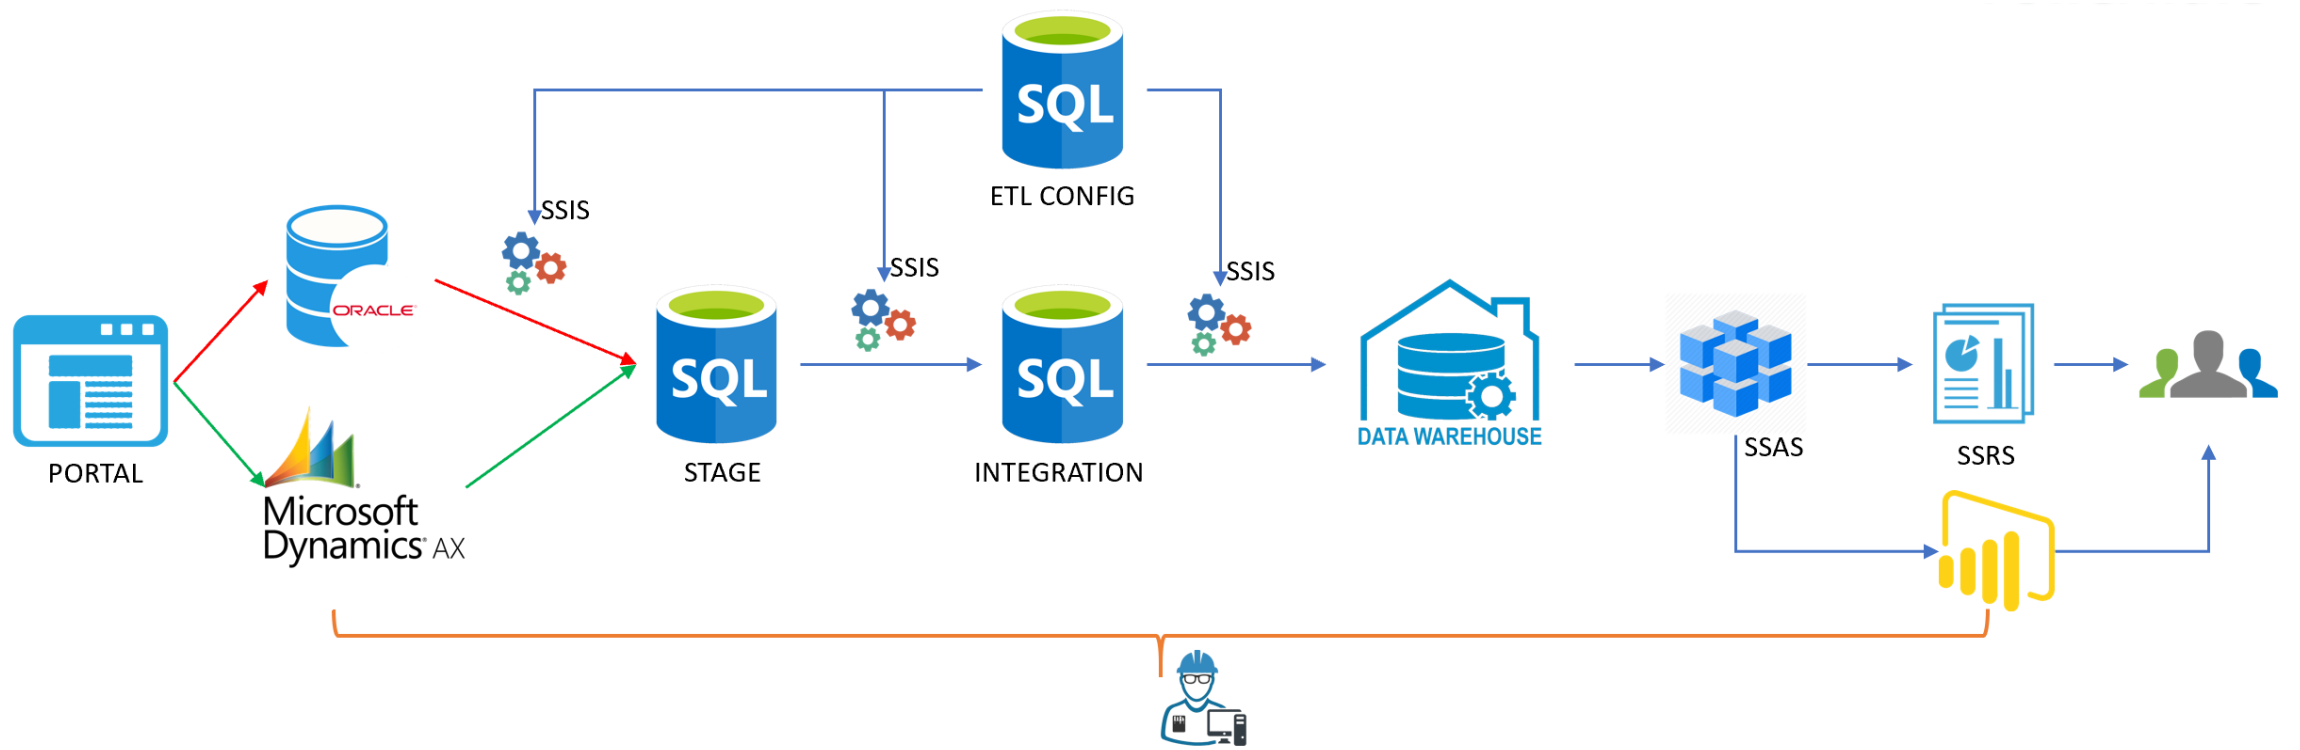 SQL
ETL CONFIG
SSIS
SSIS
SSIS
ORACLE
PORTAL
Microsoft
Dynamics AX
SQL
STAGE
SQL
INTEGRATION
DATA WAREHOUSE
SSAS
SSRS